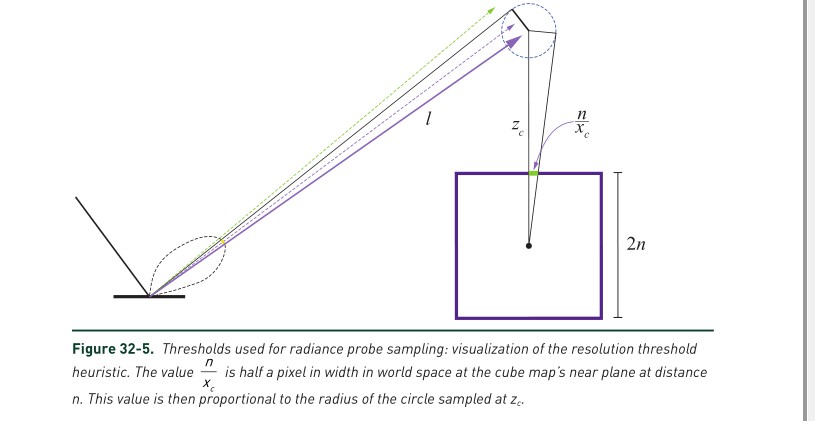 l
z_c
n/x_c
2n
Figure 32-5. Thresholds used for radiance probe sampling: visualization of the resolution threshold
heuristic. The value n/x_c is half a pixel in width in world space at the cube map’s near plane at distance
n. This value is then proportional to the radius of the circle sampled at z_c.